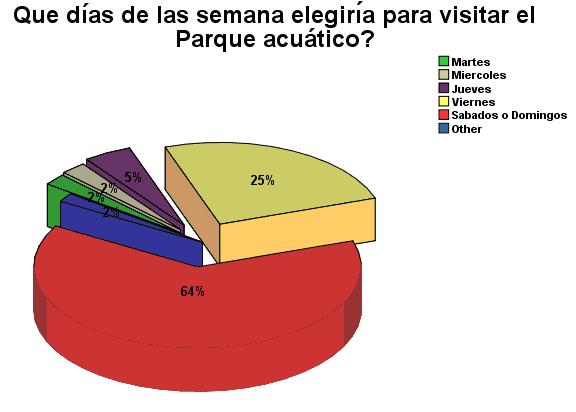 Que días de las semana elegiría para visitar el
Parque acuático?
Martes
Miercoles
Jueves
Viernes
Sabados o Domingos
Other
5%
25%
2%
2%
2%
64%